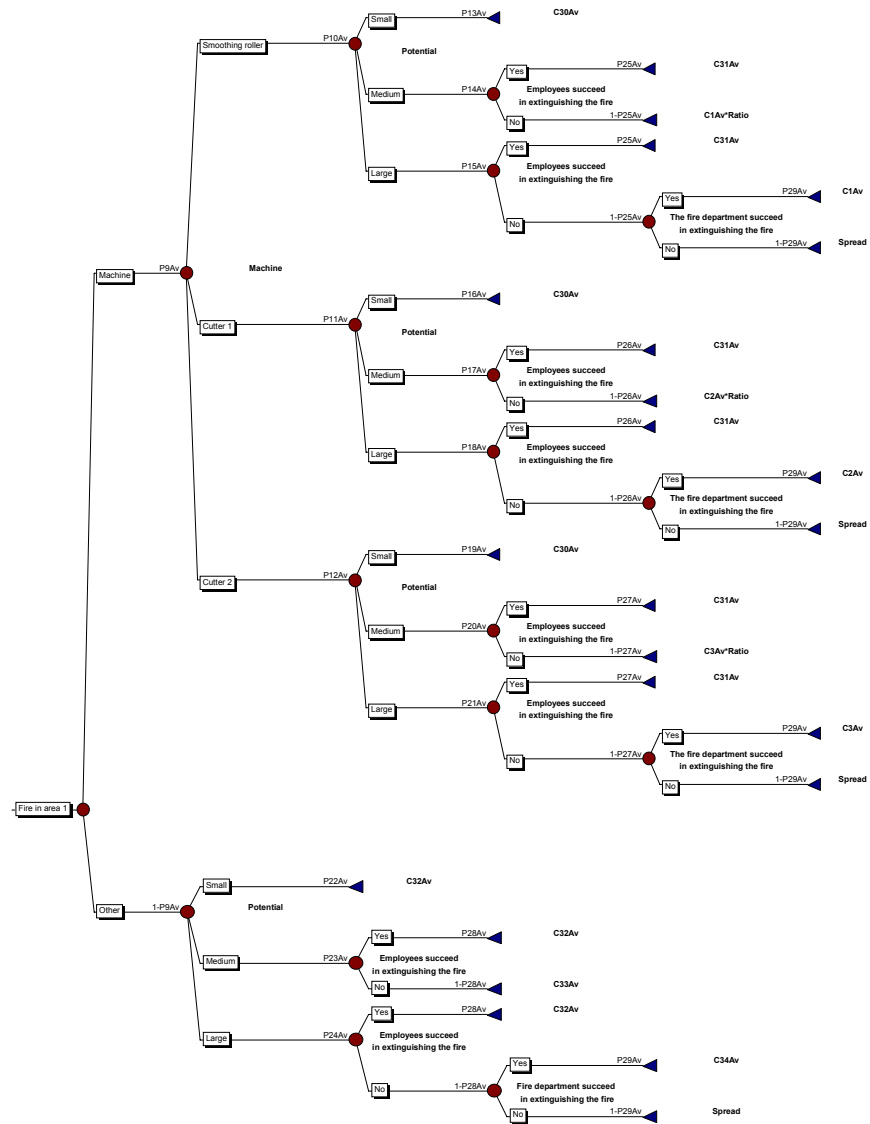 Small P13Av C30Av
Smoothing roller P10Av
Potential
Yes P25Av C31Av
Medium P14Av Employees succeed
in extinguishing the fire
No 1-P25Av C1Av*Ratio
Yes P25Av C31Av
Large P15Av Employees succeed
in extinguishing the fire
Yes P29Av C1Av
No 1-P25Av The fire department succeed
in extinguishing the fire
No 1-P29Av Spread
Machine P9Av Machine
Small P16Av C30Av
Cutter 1 P11Av
Potential
Yes P26Av C31Av
Medium P17Av Employees succeed
in extinguishing the fire
No 1-P26Av C2Av*Ratio
Yes P26Av C31Av
Large P18Av Employees succeed
in extinguishing the fire
Yes P29Av C2Av
No 1-P26Av The fire department succeed
in extinguishing the fire
No 1-P29Av Spread
Small P19Av C30Av
Cutter 2 P12Av
Potential
Yes P27Av C31Av
Medium P20Av Employees succeed
in extinguishing the fire
No 1-P27Av C3Av*Ratio
Yes P27Av C31Av
Large P21Av Employees succeed
in extinguishing the fire
Yes P29Av C3Av
No 1-P27Av The fire department succeed
in extinguishing the fire
No 1-P29Av Spread
Fire in area 1
Small P22Av C32Av
Other 1-P9Av Potential
Yes P28Av C32Av
Medium P23Av Employees succeed
in extinguishing the fire
No 1-P28Av C33Av
Yes P28Av C32Av
Large P24Av Employees succeed
in extinguishing the fire
Yes P29Av C34Av
No 1-P28Av Fire department succeed
in extinguishing the fire
No 1-P29Av Spread